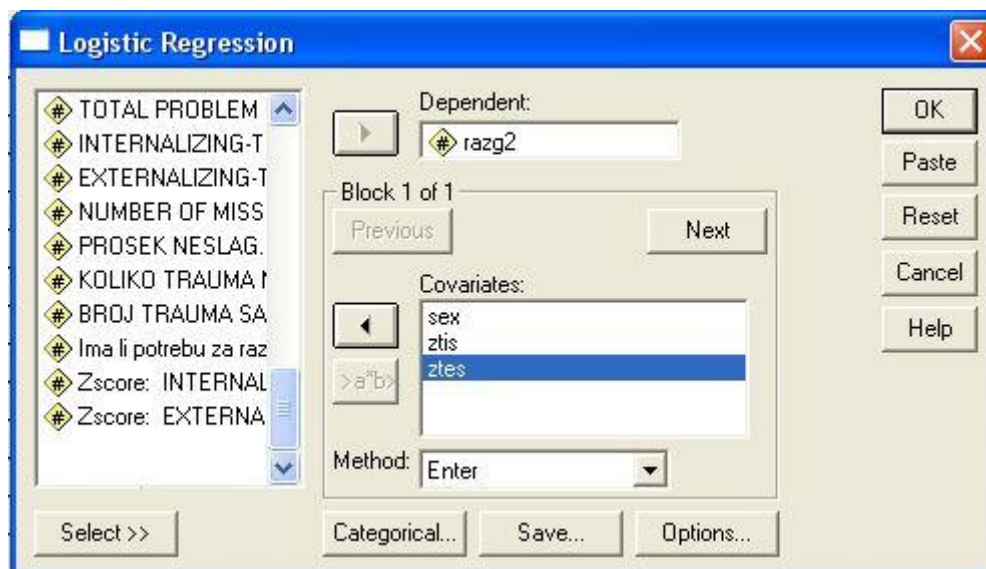 Logistic Regression
TOTAL PROBLEM
INTERNALIZING-T
EXTERNALIZING-T
NUMBER OF MISS
PROSEK NESLAG.
KOLIKO TRAUMA
BROJ TRAUMA SA
Ima li potrebu za raz
Zscore: INTERNAL
Zscore: EXTERNA
Select >>
Dependent:
razg2
Block 1 of 1
Previous
Next
Covariates:
sex
ztis
ztes
>a*b>
Method:
Enter
Categorical...
Save...
Options...
OK
Paste
Reset
Cancel
Help